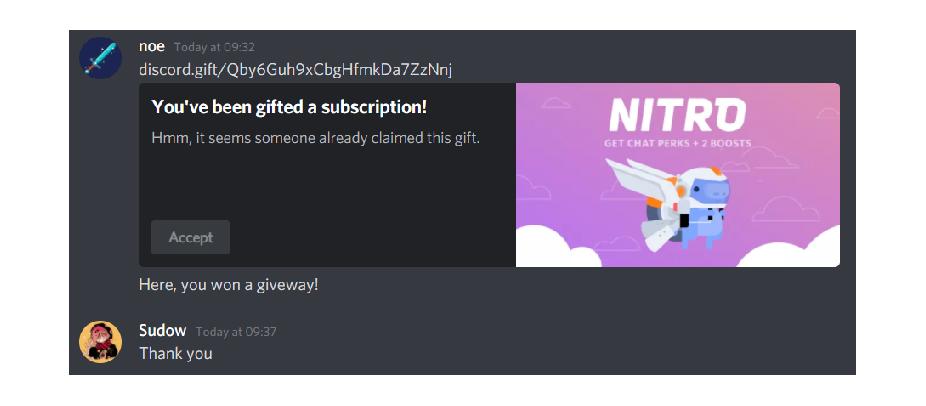 noe Today at 09:32
discord.gift/Qby6Guh9xCbgHfmkDa7ZzNnj
You've been gifted a subscription!
Hmm, it seems someone already claimed this gift.
Accept
NITRO
GET CHAT PERKS + 2 BOOSTS
Here, you won a giveway!
Sudow Today at 09:37
Thank you